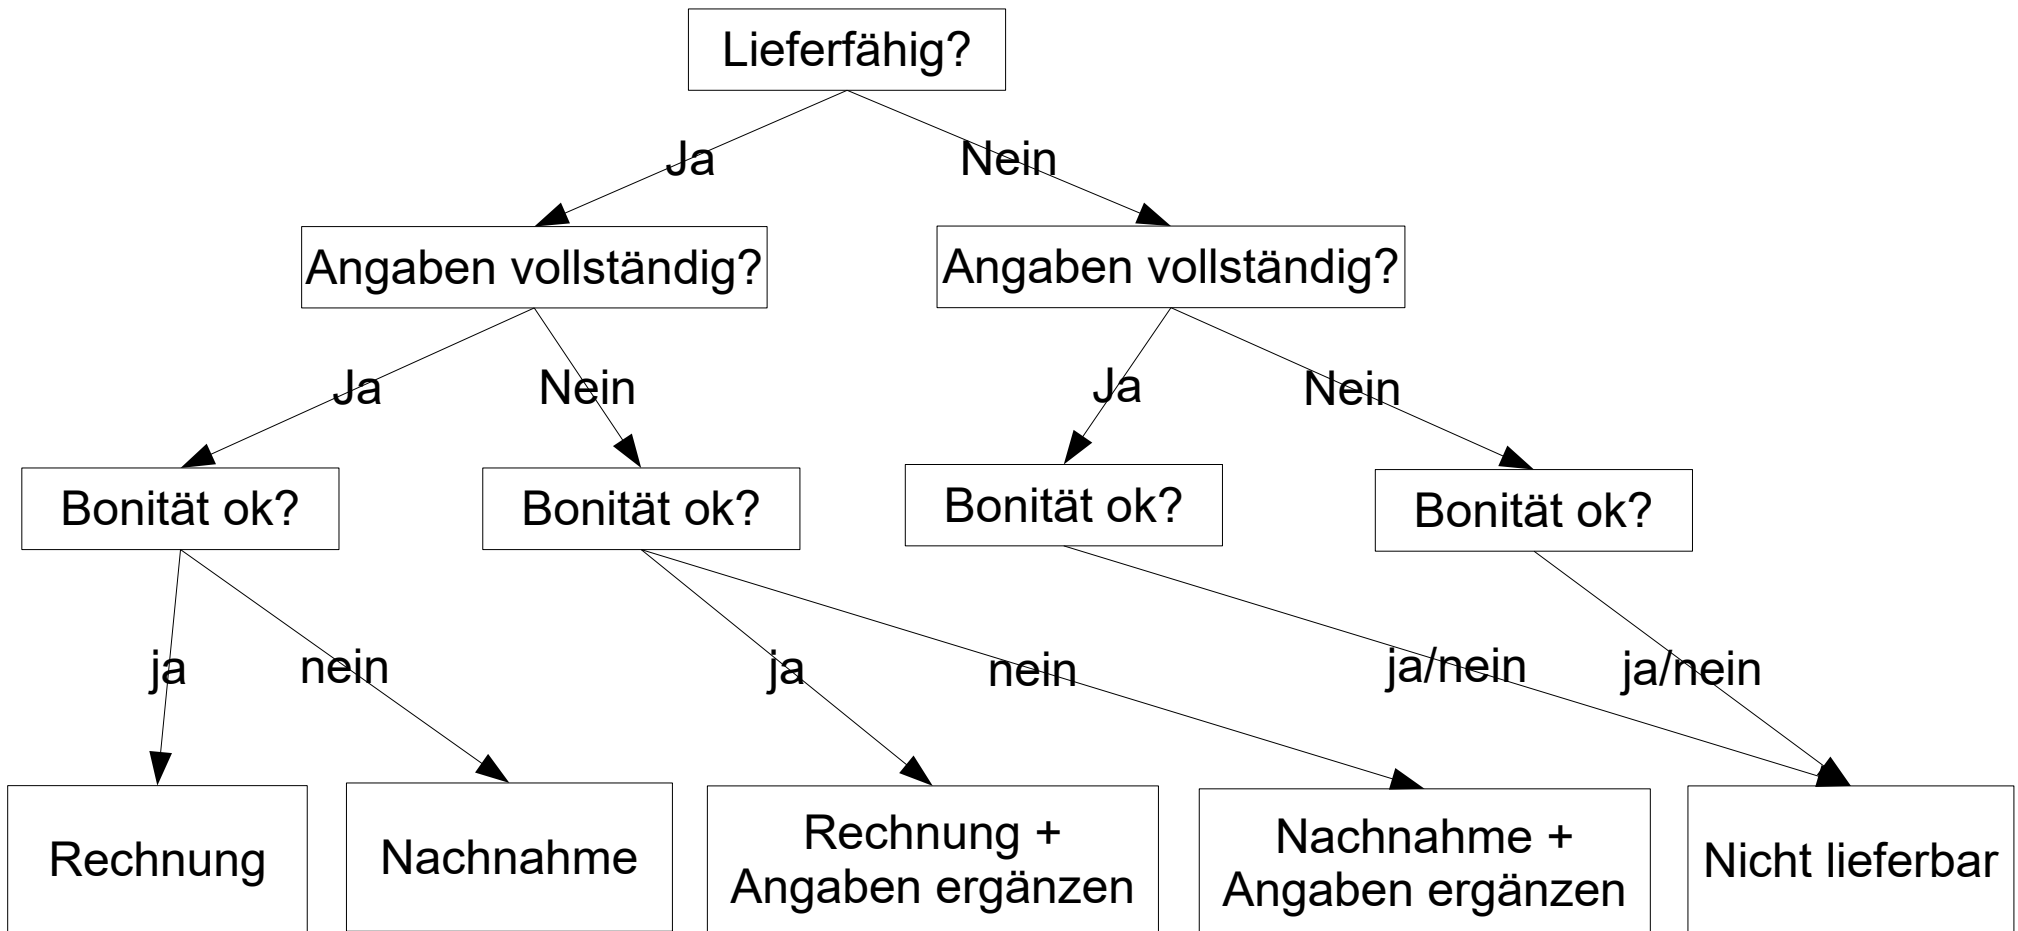 Lieferfähig?
Ja
Nein
Angaben vollständig?
Angaben vollständig?
Ja
Nein
Ja
Nein
Bonität ok?
Bonität ok?
Bonität ok?
Bonität ok?
ja
nein
ja
nein
ja/nein
ja/nein
Rechnung
Nachnahme
Rechnung +
Angaben ergänzen
Nachnahme +
Angaben ergänzen
Nicht lieferbar